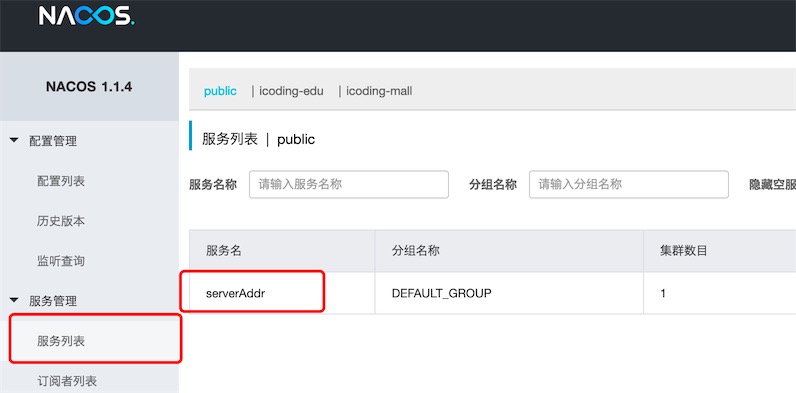 NACOS.
NACOS 1.1.4
配置管理
配置列表
历史版本
监听查询
服务管理
服务列表
订阅者列表
public | icoding-edu | icoding-mall
服务列表 | public
服务名称 请输入服务名称 分组名称 请输入分组名称 隐藏空服
服务名 分组名称 集群数目
serverAddr DEFAULT_GROUP 1